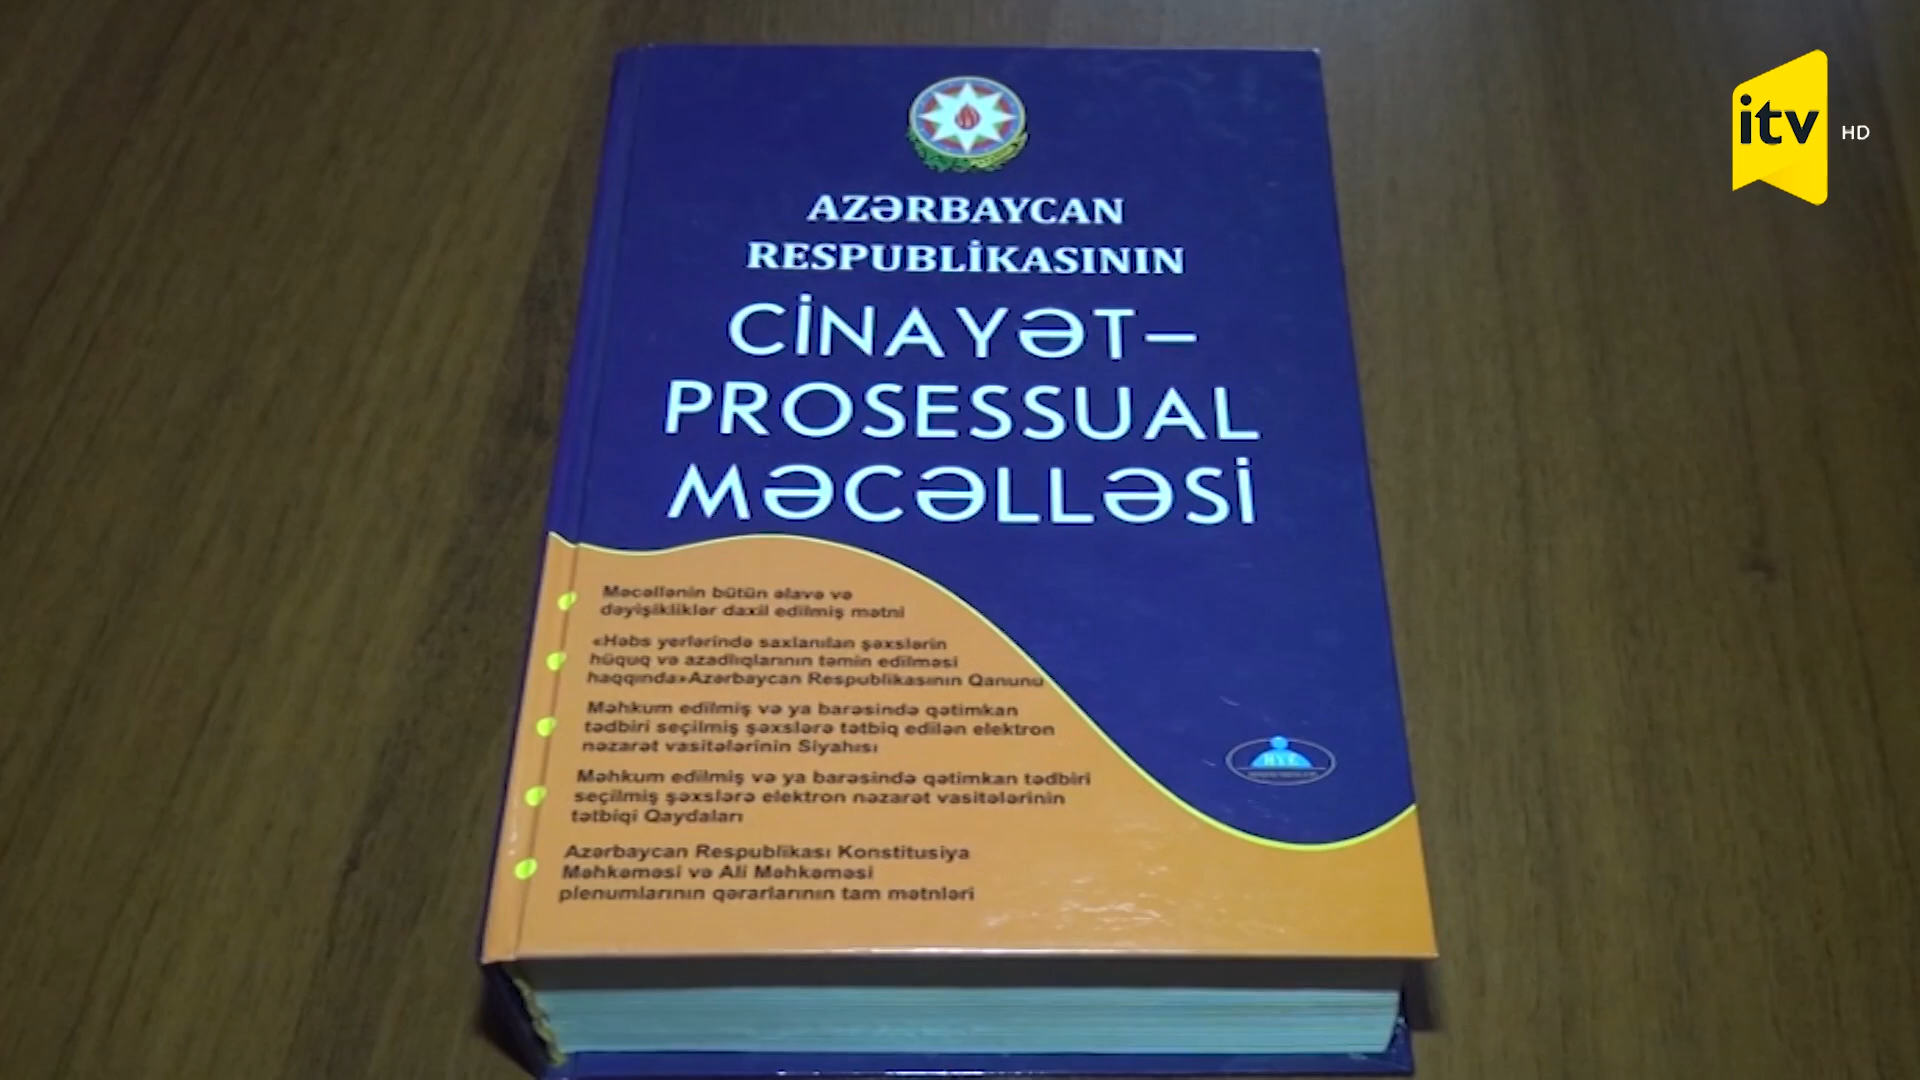 itv HD
AZƏRBAYCAN
RESPUBLİKASININ
CİNAYƏT–
PROSESSUAL
MƏCƏLLƏSİ
Məcəllənin bütün əlavə və
dəyişikliklər daxil edilmiş mətni
«Həbs yerlərində saxlanılan şəxslərin
hüquq və azadlıqlarının təmin edilməsi
haqqında»Azərbaycan Respublikasının Qanunu
Məhkum edilmiş və ya barəsində qətimkan
tədbiri seçilmiş şəxslərə tətbiq edilən elektron
nəzarət vasitələrinin Siyahısı
Məhkum edilmiş və ya barəsində qətimkan tədbiri
seçilmiş şəxslərə elektron nəzarət vasitələrinin
tətbiqi Qaydaları
Azərbaycan Respublikası Konstitusiya
Məhkəməsi və Ali Məhkəməsi
plenumlarının qərarlarının tam mətnləri